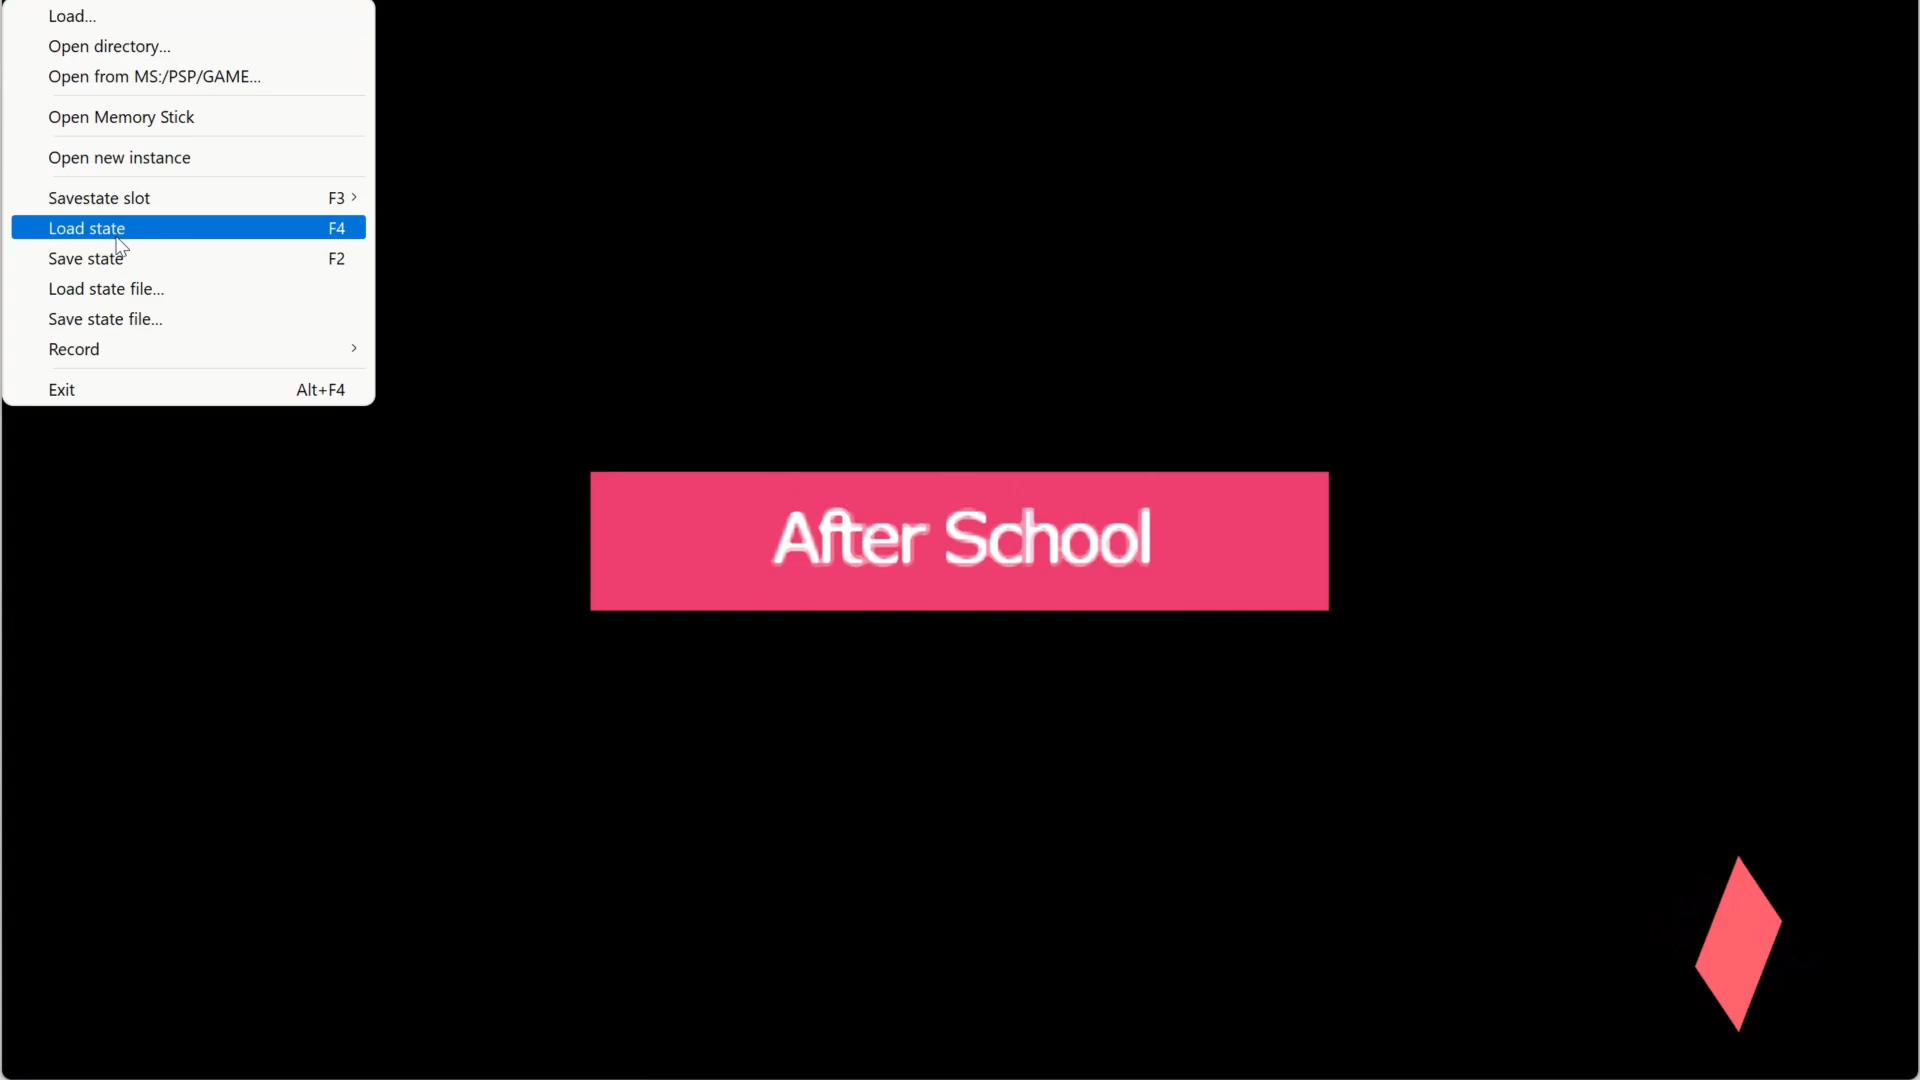 Load...
Open directory...
Open from MS:/PSP/GAME...
Open Memory Stick
Open new instance
Savestate slot F3
Load state F4
Save state F2
Load state file...
Save state file...
Record
Exit Alt+F4
After School